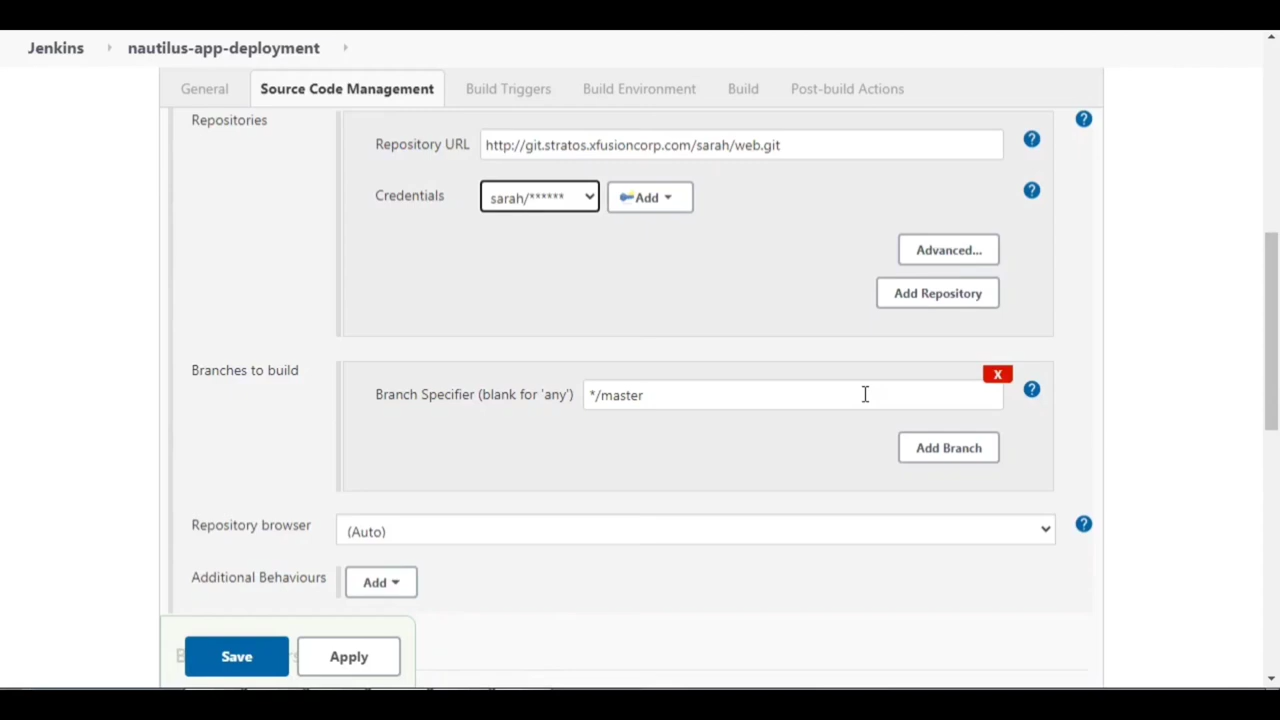 Jenkins nautilus-app-deployment
General Source Code Management Build Triggers Build Environment Build Post-build Actions
Repositories
?
Repository URL http://git.stratos.xfusioncorp.com/sarah/web.git ?
Credentials sarah/****** Add ?
Advanced...
Add Repository
Branches to build
X
Branch Specifier (blank for 'any') */master ?
Add Branch
Repository browser (Auto) ?
Additional Behaviours Add
Save Apply